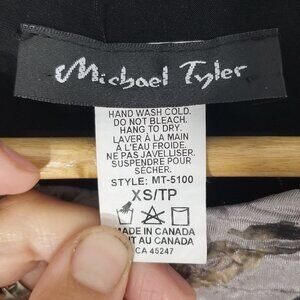 Michael Tyler
HAND WASH COLD.
DO NOT BLEACH.
HANG TO DRY.
LAVER À LA MAIN
À L'EAU FROIDE.
NE PAS JAVELLISER.
SUSPENDRE POUR
SÉCHER.
STYLE: MT-5100
XS/TP
MADE IN CANADA
FAIT AU CANADA
CA 45247